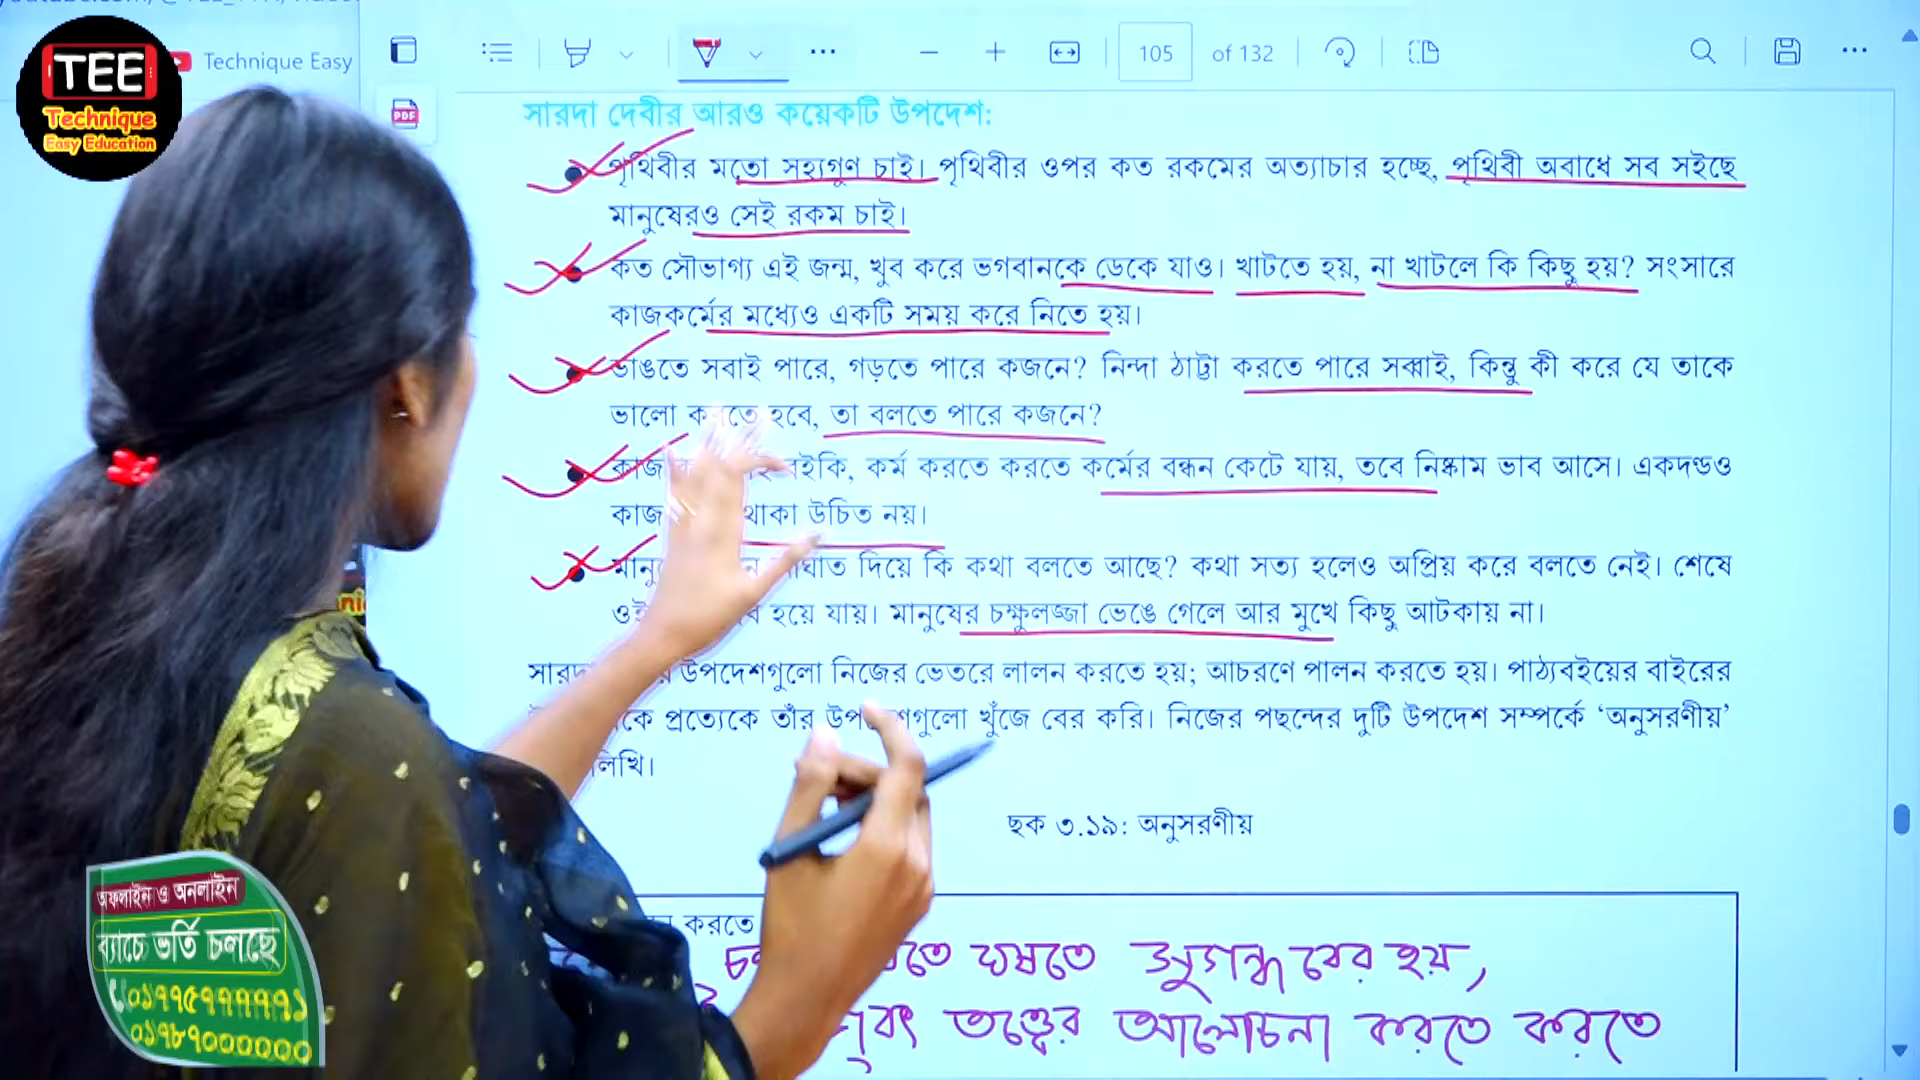 TEE
Technique
Easy Education
Technique Easy
105 of 132
PDF
সারদা দেবীর আরও কয়েকটি উপদেশ:
পৃথিবীর মতো সহ্যগুণ চাই। পৃথিবীর ওপর কত রকমের অত্যাচার হচ্ছে, পৃথিবী অবাধে সব সইছে
মানুষেরও সেই রকম চাই।
কত সৌভাগ্য এই জন্ম, খুব করে ভগবানকে ডেকে যাও। খাটতে হয়, না খাটলে কি কিছু হয়? সংসারে
কাজকর্মের মধ্যেও একটি সময় করে নিতে হয়।
ভাঙতে সবাই পারে, গড়তে পারে কজনে? নিন্দা ঠাট্টা করতে পারে সব্বাই, কিন্তু কী করে যে তাকে
ভালো করতে হবে, তা বলতে পারে কজনে?
কাজ বইকি, কর্ম করতে করতে কর্মের বন্ধন কেটে যায়, তবে নিষ্কাম ভাব আসে। একদণ্ডও
কাজ থাকা উচিত নয়।
দিয়ে কি কথা বলতে আছে? কথা সত্য হলেও অপ্রিয় করে বলতে নেই। শেষে
হয়ে যায়। মানুষের চক্ষুলজ্জা ভেঙে গেলে আর মুখে কিছু আটকায় না।
উপদেশগুলো নিজের ভেতরে লালন করতে হয়; আচরণে পালন করতে হয়। পাঠ্যবইয়ের বাইরের
প্রত্যেকে তাঁর উপদেশগুলো খুঁজে বের করি। নিজের পছন্দের দুটি উপদেশ সম্পর্কে ‘অনুসরণীয়’
লিখি।
ছক ৩.১৯: অনুসরণীয়
করতে
ঘষতে সুগন্ধ বের হয়,
তত্ত্বের আলোচনা করতে করতে
অফলাইন ও অনলাইন
ব্যাচে ভর্তি চলছে
০১৭৭৫৭৭৭৭৭১
০১৭৮৭০০০০০০